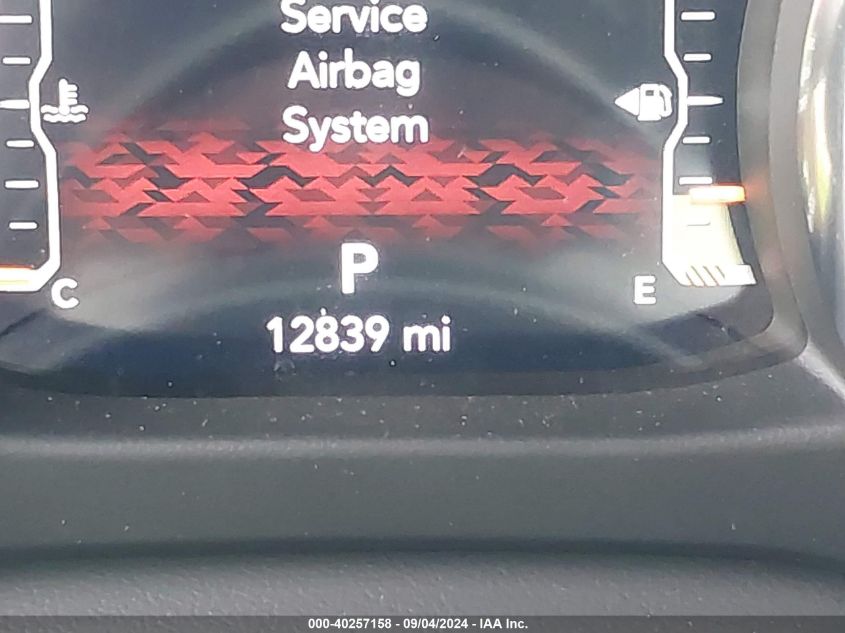 Service
Airbag
System
P
C
E
12839 mi
000-40257158 - 09/04/2024 - IAA Inc.